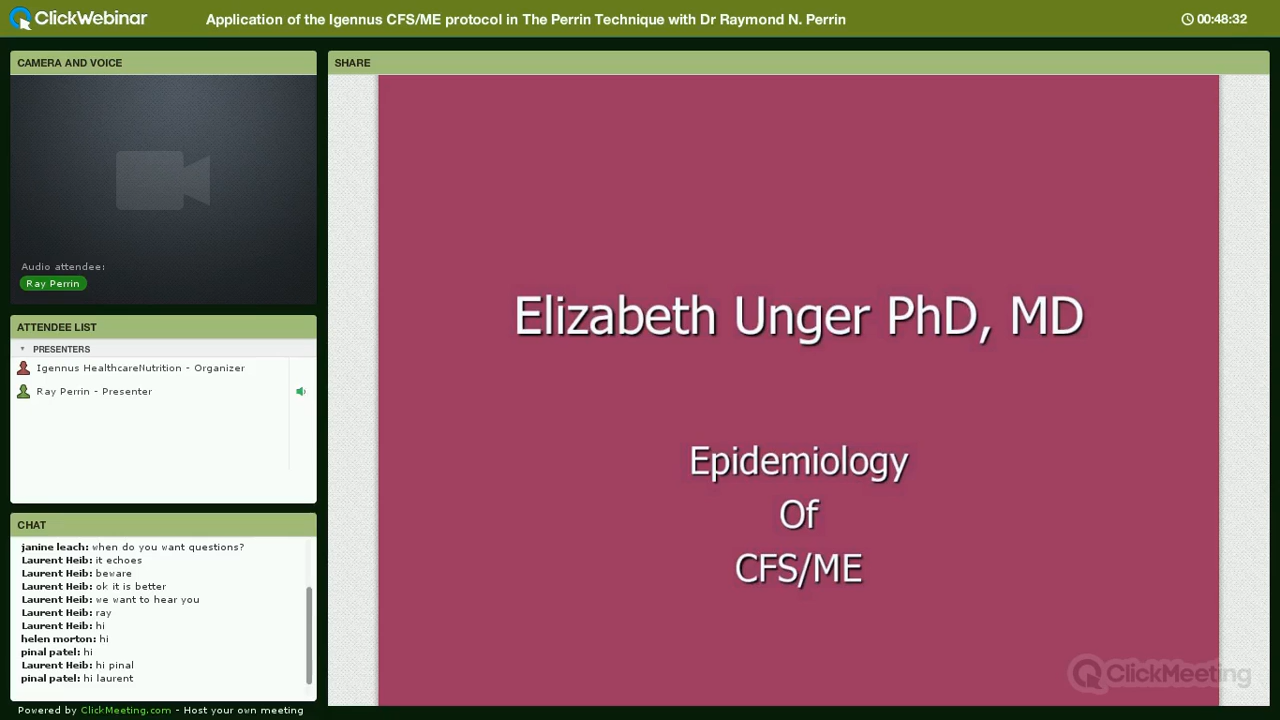 ClickWebinar
Application of the Igennus CFS/ME protocol in The Perrin Technique with Dr Raymond N. Perrin
00:48:32
CAMERA AND VOICE
Audio attendee:
Ray Perrin
ATTENDEE LIST
PRESENTERS
Igennus HealthcareNutrition - Organizer
Ray Perrin - Presenter
CHAT
janine leach: when do you want questions?
Laurent Heib: it echoes
Laurent Heib: beware
Laurent Heib: ok it is better
Laurent Heib: we want to hear you
Laurent Heib: ray
Laurent Heib: hi
helen morton: hi
pinal patel: hi
Laurent Heib: hi pinal
pinal patel: hi laurent
Powered by ClickMeeting.com - Host your own meeting
SHARE
Elizabeth Unger PhD, MD
Epidemiology
Of
CFS/ME
ClickMeeting